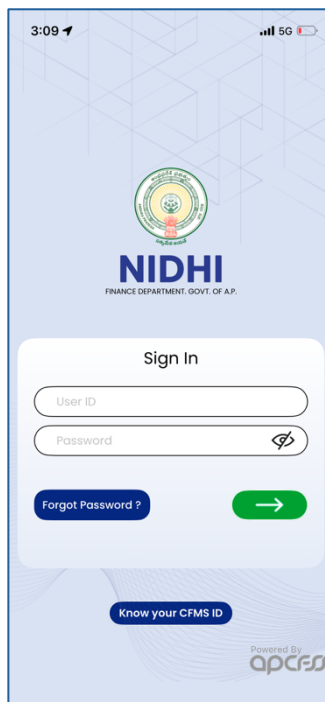 3:09
5G
NIDHI
FINANCE DEPARTMENT. GOVT. OF A.P.
Sign In
User ID
Password
Forgot Password ?
Know your CFMS ID
Powered By
apcfss